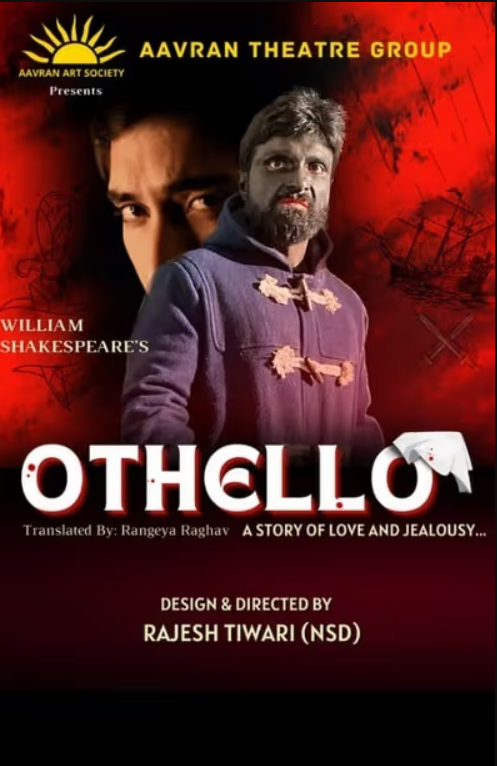 AAVRAN THEATRE GROUP
AAVRAN ART SOCIETY
Presents
WILLIAM
SHAKESPEARE'S
OTHELLO
Translated By: Rangeya Raghav A STORY OF LOVE AND JEALOUSY...
DESIGN & DIRECTED BY
RAJESH TIWARI (NSD)